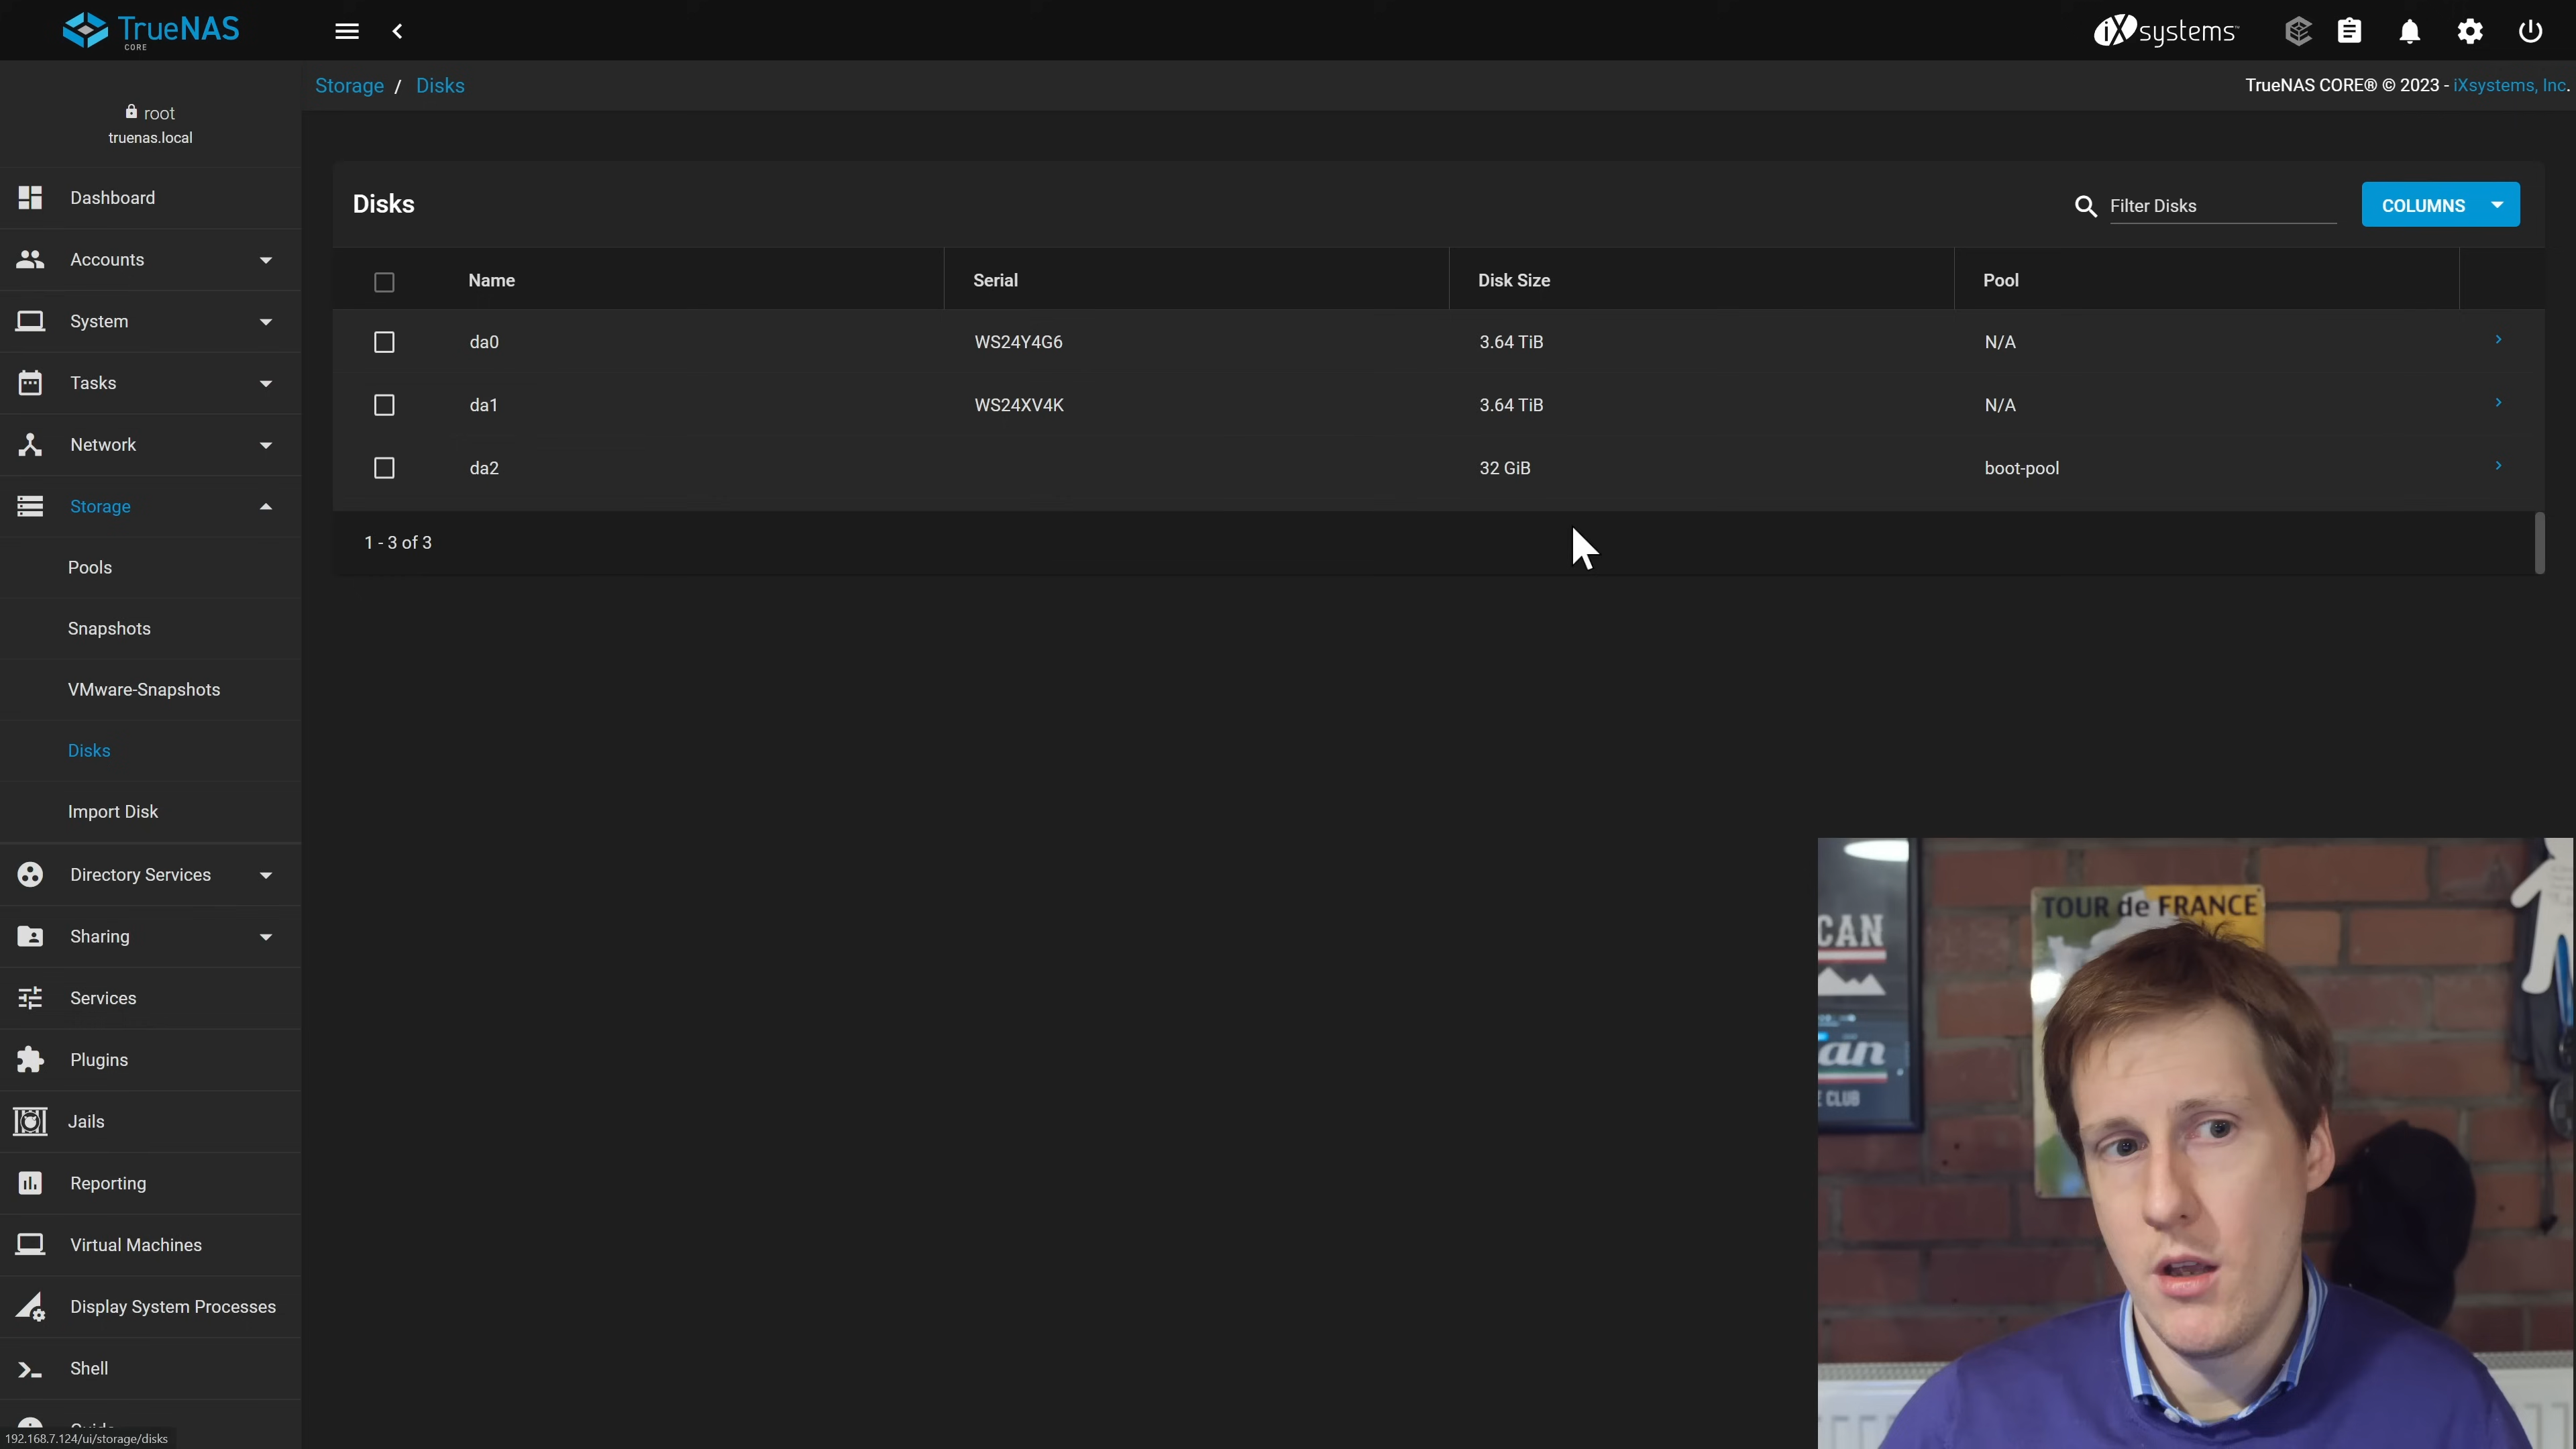 TrueNAS
CORE
iXsystems™
Storage / Disks
TrueNAS CORE® © 2023 - iXsystems, Inc.
root
truenas.local
Dashboard
Accounts
System
Tasks
Network
Storage
Pools
Snapshots
VMware-Snapshots
Disks
Import Disk
Directory Services
Sharing
Services
Plugins
Jails
Reporting
Virtual Machines
Display System Processes
Shell
192.168.7.124/ui/storage/disks
Disks
Filter Disks
COLUMNS
Name Serial Disk Size Pool
da0 WS24Y4G6 3.64 TiB N/A
da1 WS24XV4K 3.64 TiB N/A
da2 32 GiB boot-pool
1 - 3 of 3
TOUR de FRANCE
CAN
an
CLUB